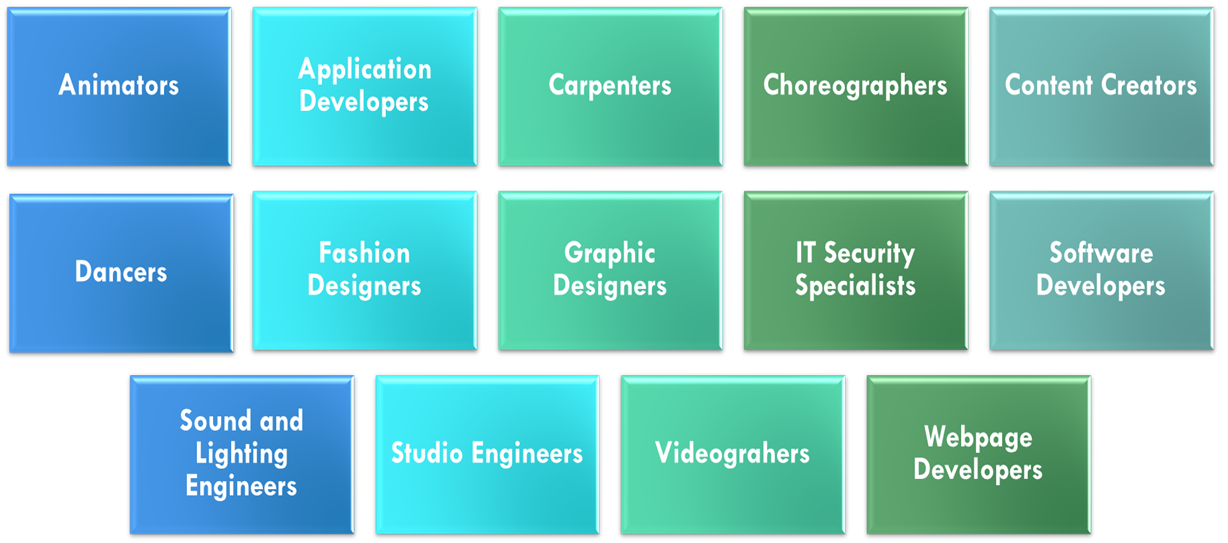 Animators
Application
Developers
Carpenters
Choreographers
Content Creators
Dancers
Fashion
Designers
Graphic
Designers
IT Security
Specialists
Software
Developers
Sound and
Lighting
Engineers
Studio Engineers
Videograhers
Webpage
Developers